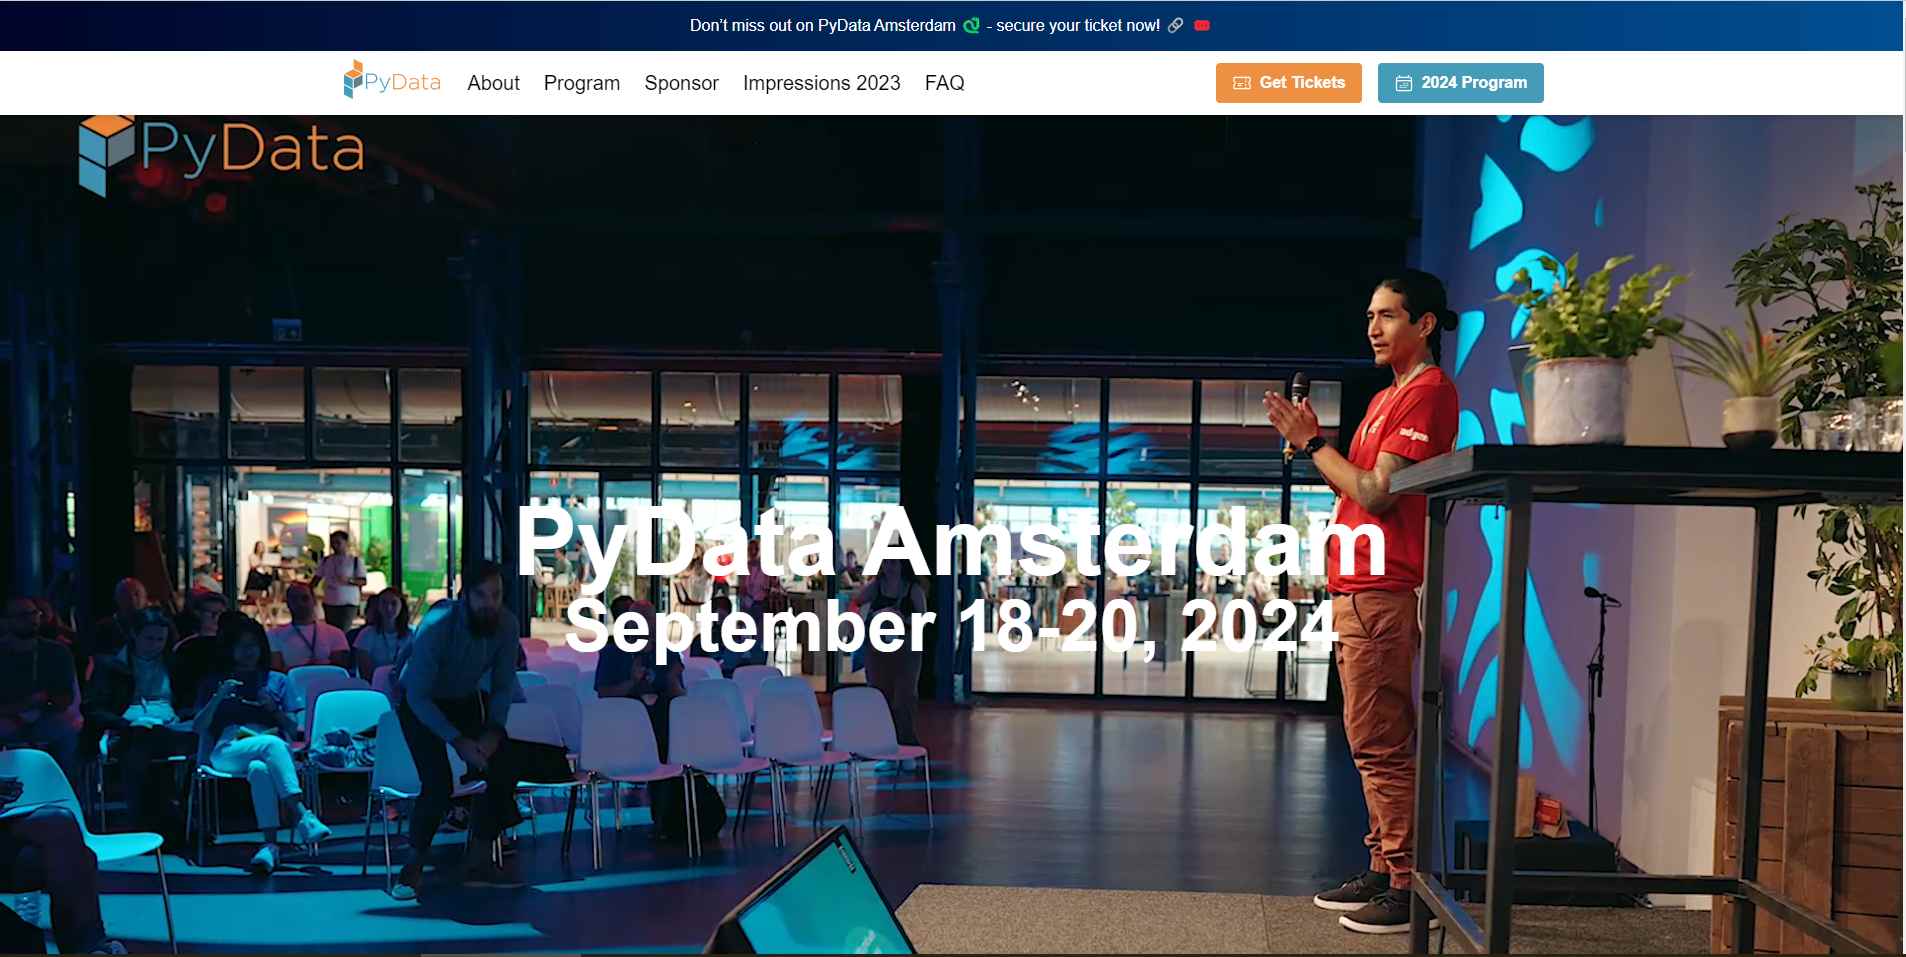 Don't miss out on PyData Amsterdam - secure your ticket now!
PyData
About
Program
Sponsor
Impressions 2023
FAQ
Get Tickets
2024 Program
PyData
PyData Amsterdam
September 18-20, 2024